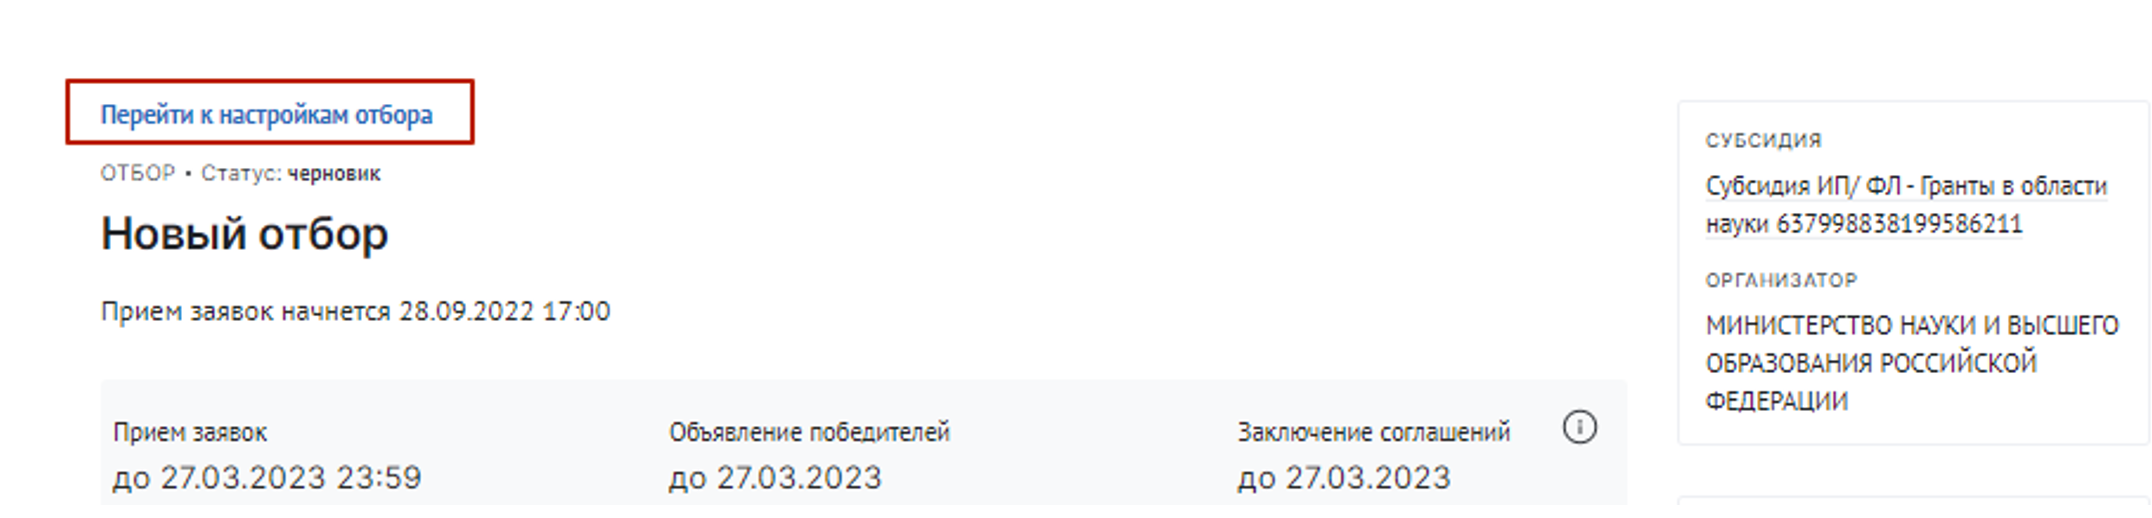 Перейти к настройкам отбора
ОТБОР • Статус: черновик
Новый отбор
Прием заявок начнется 28.09.2022 17:00
Прием заявок
до 27.03.2023 23:59
Объявление победителей
до 27.03.2023
Заключение соглашений
до 27.03.2023
СУБСИДИЯ
Субсидия ИП/ ФЛ - Гранты в области
науки 637998838199586211
ОРГАНИЗАТОР
МИНИСТЕРСТВО НАУКИ И ВЫСШЕГО
ОБРАЗОВАНИЯ РОССИЙСКОЙ
ФЕДЕРАЦИИ